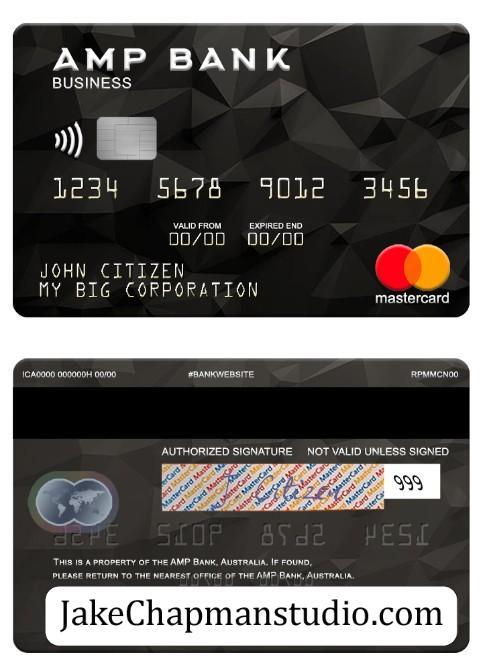 AMP BANK
BUSINESS
1234 5678 9012 3456
VALID FROM EXPIRED END
00/00 00/00
JOHN CITIZEN
MY BIG CORPORATION
mastercard
ICA0000 000000H 00/00 #BANKWEBSITE RPMMCN00
AUTHORIZED SIGNATURE NOT VALID UNLESS SIGNED
MasterCard MasterCard MasterCard
999
THIS IS A PROPERTY OF THE AMP BANK, AUSTRALIA. IF FOUND,
PLEASE RETURN TO THE NEAREST OFFICE OF THE AMP BANK, AUSTRALIA.
JakeChapmanstudio.com